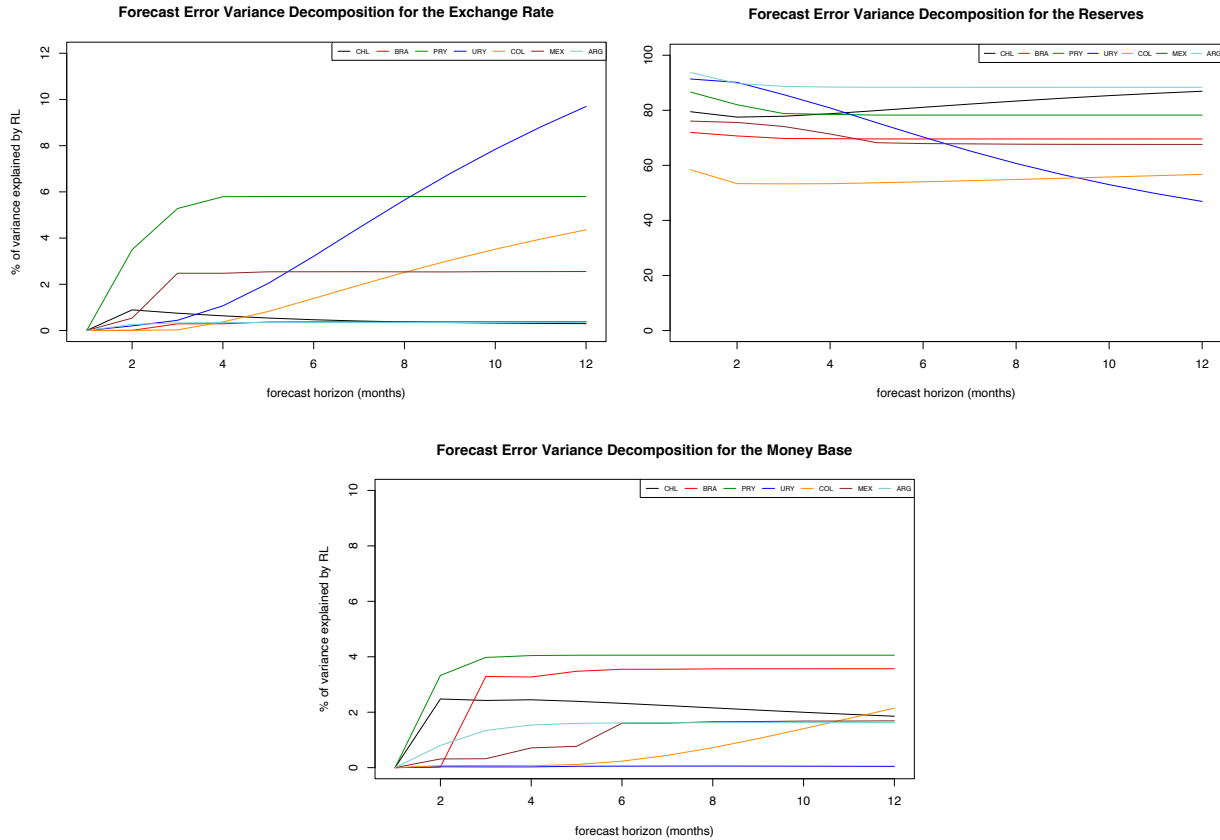 Forecast Error Variance Decomposition for the Exchange Rate
CHL BRA PRY URY COL MEX ARG
% of variance explained by RL
12
10
8
6
4
2
0
2 4 6 8 10 12
forecast horizon (months)
Forecast Error Variance Decomposition for the Reserves
CHL BRA PRY URY COL MEX ARG
100
80
60
40
20
0
2 4 6 8 10 12
forecast horizon (months)
Forecast Error Variance Decomposition for the Money Base
CHL BRA PRY URY COL MEX ARG
% of variance explained by RL
10
8
6
4
2
0
2 4 6 8 10 12
forecast horizon (months)